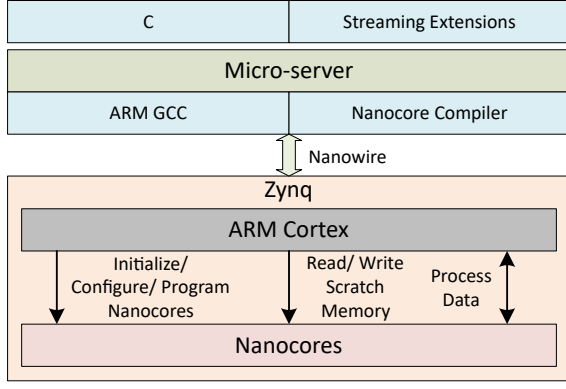 C
Streaming Extensions
Micro-server
ARM GCC
Nanocore Compiler
Nanowire
Zynq
ARM Cortex
Initialize/
Configure/ Program
Nanocores
Read/ Write
Scratch
Memory
Process
Data
Nanocores